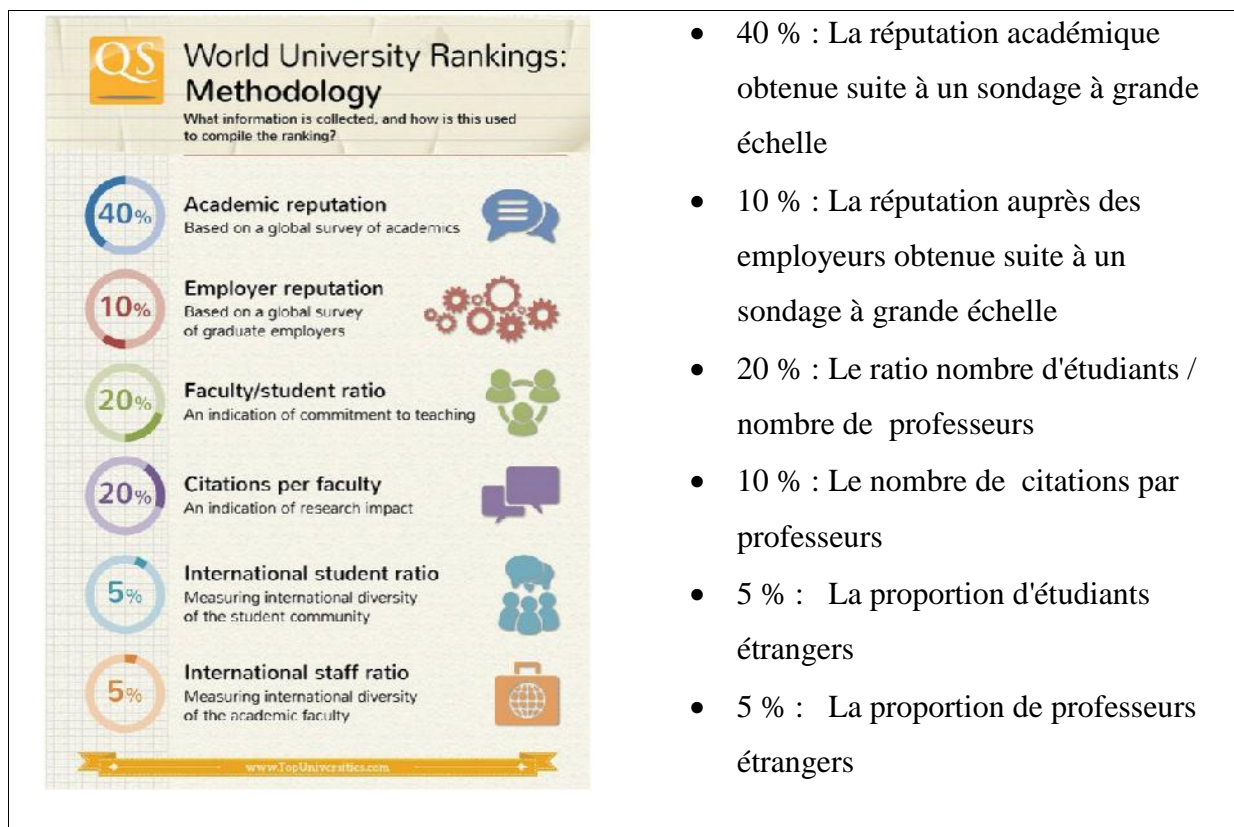 QS
World University Rankings:
Methodology
What information is collected, and how is this used
to compile the ranking?
40%
Academic reputation
Based on a global survey of academics
10%
Employer reputation
Based on a global survey
of graduate employers
20%
Faculty/student ratio
An indication of commitment to teaching
20%
Citations per faculty
An indication of research impact
5%
International student ratio
Measuring international diversity
of the student community
5%
International staff ratio
Measuring international diversity
of the academic faculty
www.TopUniversities.com
• 40 % : La réputation académique
obtenue suite à un sondage à grande
échelle
• 10 % : La réputation auprès des
employeurs obtenue suite à un
sondage à grande échelle
• 20 % : Le ratio nombre d'étudiants /
nombre de professeurs
• 10 % : Le nombre de citations par
professeurs
• 5 % : La proportion d'étudiants
étrangers
• 5 % : La proportion de professeurs
étrangers